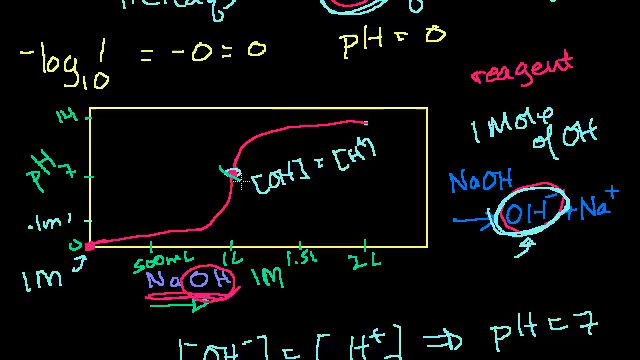 -log₁₀ 1 = -0 = 0
pH = 0
reagent
1 Mole
of OH
NaOH
→ OH⁻ + Na⁺
14
pH
7
.1m
0
[OH] = [H⁺]
1M
500mL
1L
1.5L
2L
NaOH 1M
[OH⁻] = [H⁺] ⇒ pH = 7